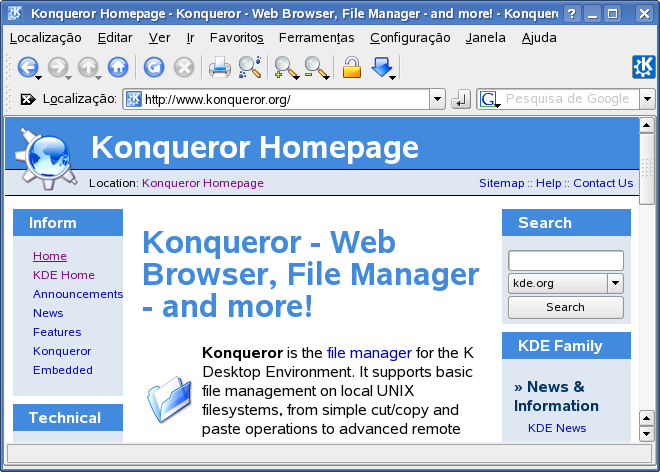 Konqueror Homepage - Konqueror - Web Browser, File Manager - and more! - Konquero
Localização Editar Ver Ir Favoritos Ferramentas Configuração Janela Ajuda
Localização: http://www.konqueror.org/ Pesquisa de Google
Konqueror Homepage
Location: Konqueror Homepage Sitemap :: Help :: Contact Us
Inform
Home
KDE Home
Announcements
News
Features
Konqueror
Embedded
Technical
Konqueror - Web
Browser, File Manager
- and more!
Konqueror is the file manager for the K
Desktop Environment. It supports basic
file management on local UNIX
filesystems, from simple cut/copy and
paste operations to advanced remote
Search
kde.org
Search
KDE Family
» News &
Information
KDE News